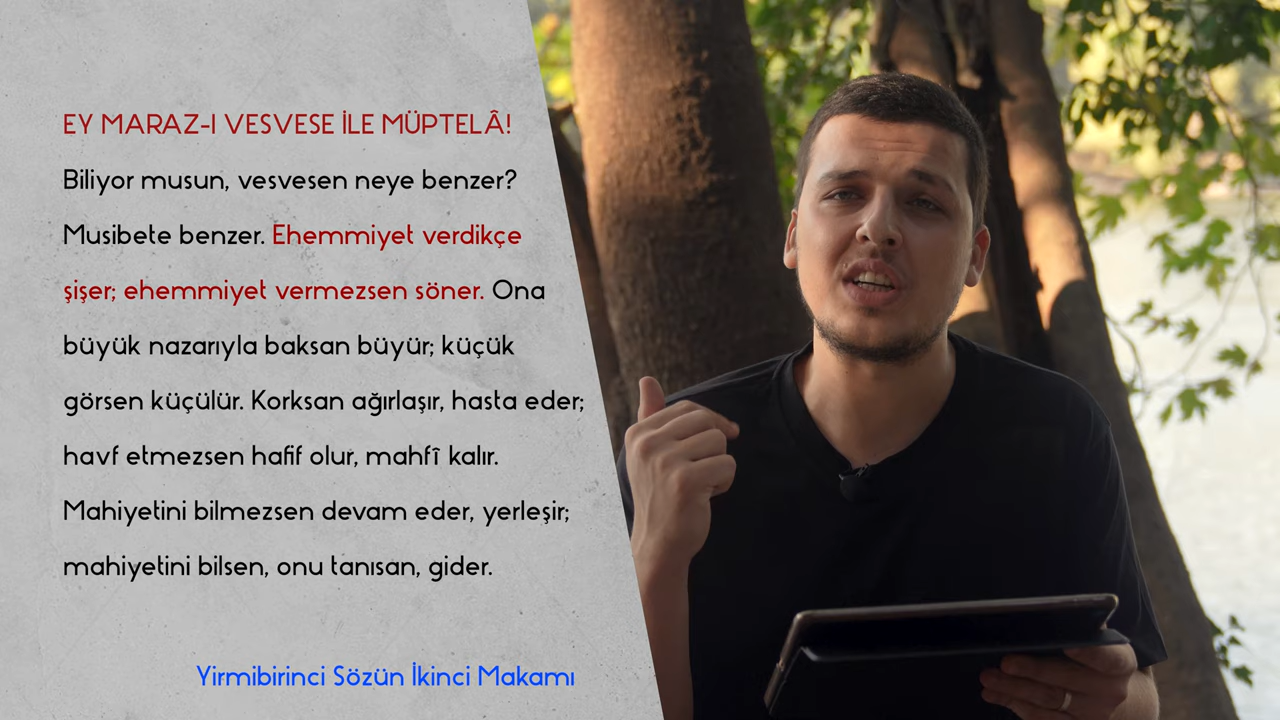 EY MARAZ-I VESVESE İLE MÜPTELÂ!
Biliyor musun, vesvesen neye benzer?
Musibete benzer. Ehemmiyet verdikçe
şişer; ehemmiyet vermezsen söner. Ona
büyük nazarıyla baksan büyür; küçük
görsen küçülür. Korksan ağırlaşır, hasta eder;
havf etmezsen hafif olur, mahfî kalır.
Mahiyetini bilmezsen devam eder, yerleşir;
mahiyetini bilsen, onu tanısan, gider.
Yirmibirinci Sözün İkinci Makamı